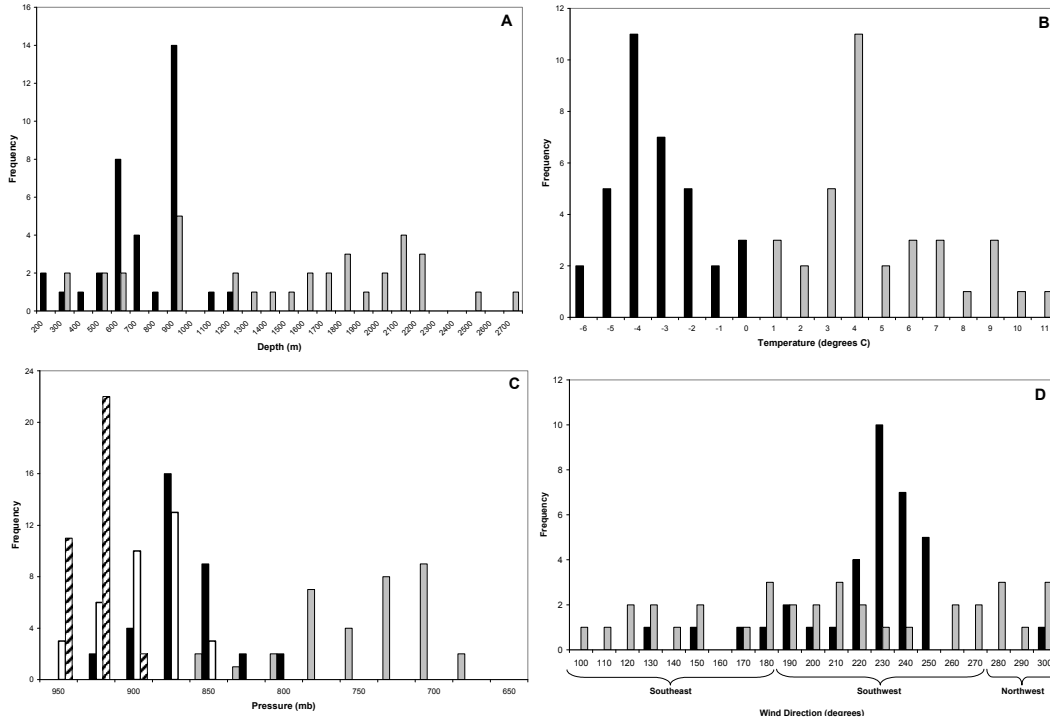 A
Frequency
16
14
12
10
8
6
4
2
0
200 300 400 500 600 700 800 900 1000 1100 1200 1300 1400 1500 1600 1700 1800 1900 2000 2100 2200 2300 2400 2500 2600 2700
Depth (m)
B
Frequency
12
10
8
6
4
2
0
-6 -5 -4 -3 -2 -1 0 1 2 3 4 5 6 7 8 9 10 11
Temperature (degrees C)
C
Frequency
24
22
18
14
12
8
4
0
950 900 850 800 750 700 650
Pressure (mb)
D
Frequency
12
10
8
6
4
2
0
100 110 120 130 140 150 160 170 180 190 200 210 220 230 240 250 260 270 280 290 300
Southeast Southwest Northwest
Wind Direction (degrees)